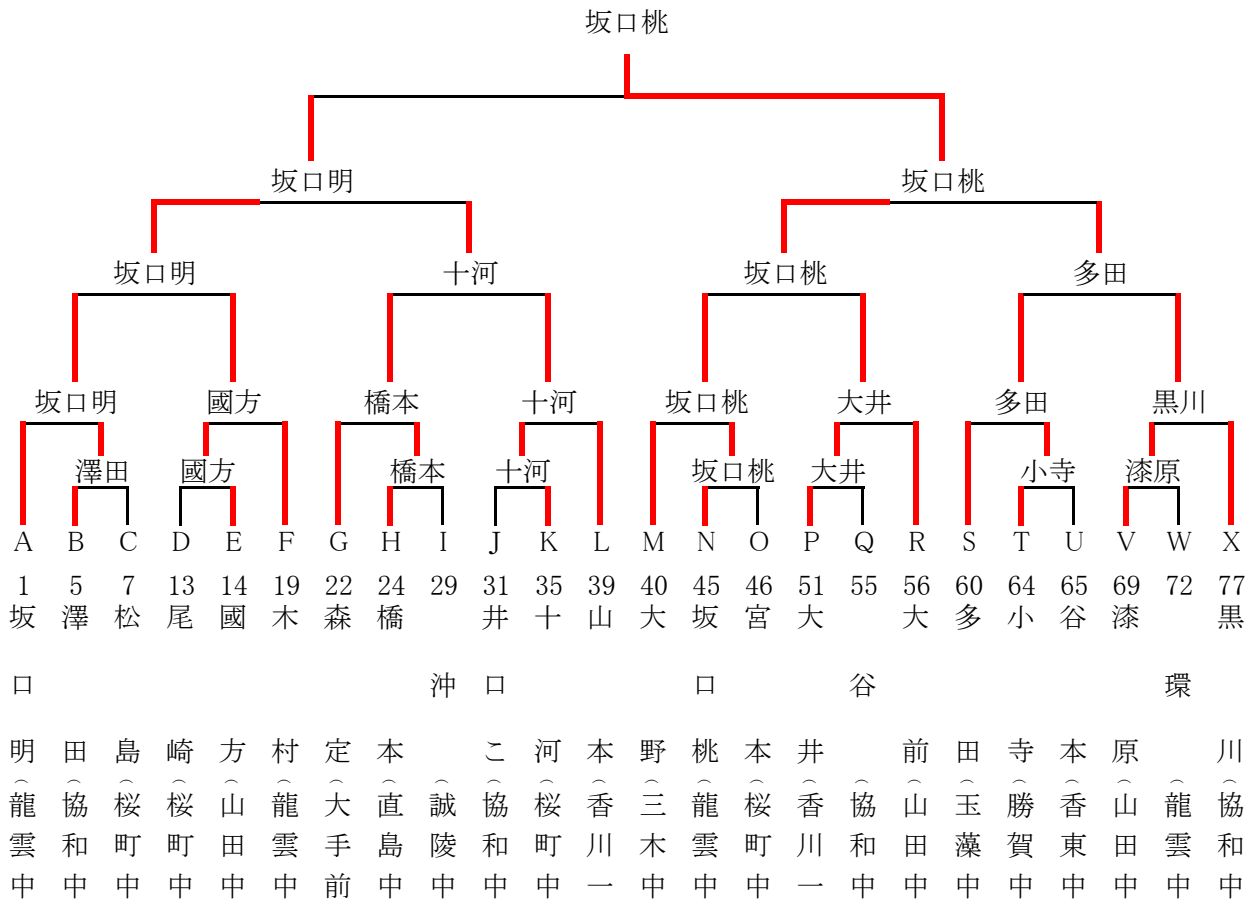 坂口桃
坂口明 坂口桃
坂口明 十河 坂口桃 多田
坂口明 國方 橋本 十河 坂口桃 大井 多田 黒川
澤田 國方 橋本 十河 坂口桃 大井 小寺 漆原
A B C D E F G H I J K L M N O P Q R S T U V W X
1 5 7 13 14 19 22 24 29 31 35 39 40 45 46 51 55 56 60 64 65 69 72 77
坂口明（龍雲中
澤田（協和中
松島（桜町中
尾崎（桜町中
國方（山田中
木村（龍雲中
森定（大手前
橋本（直島中
沖（誠陵中
井口こ（協和中
十河（桜町中
山本（香川一
大野（三木中
坂口桃（龍雲中
宮本（桜町中
大井（香川一
谷（協和中
大前（山田中
多田（玉藻中
小寺（勝賀中
谷本（香東中
漆原（山田中
環（龍雲中
黒川（協和中